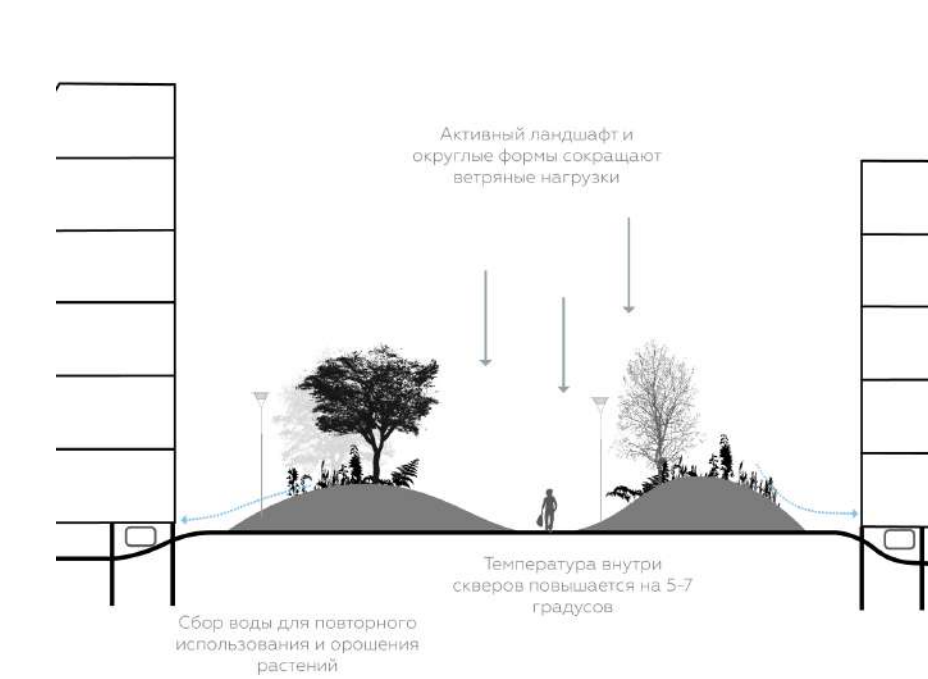 Активный ландшафт и
округлые формы сокращают
ветряные нагрузки
Температура внутри
скверов повышается на 5-7
градусов
Сбор воды для повторного
использования и орошения
растений